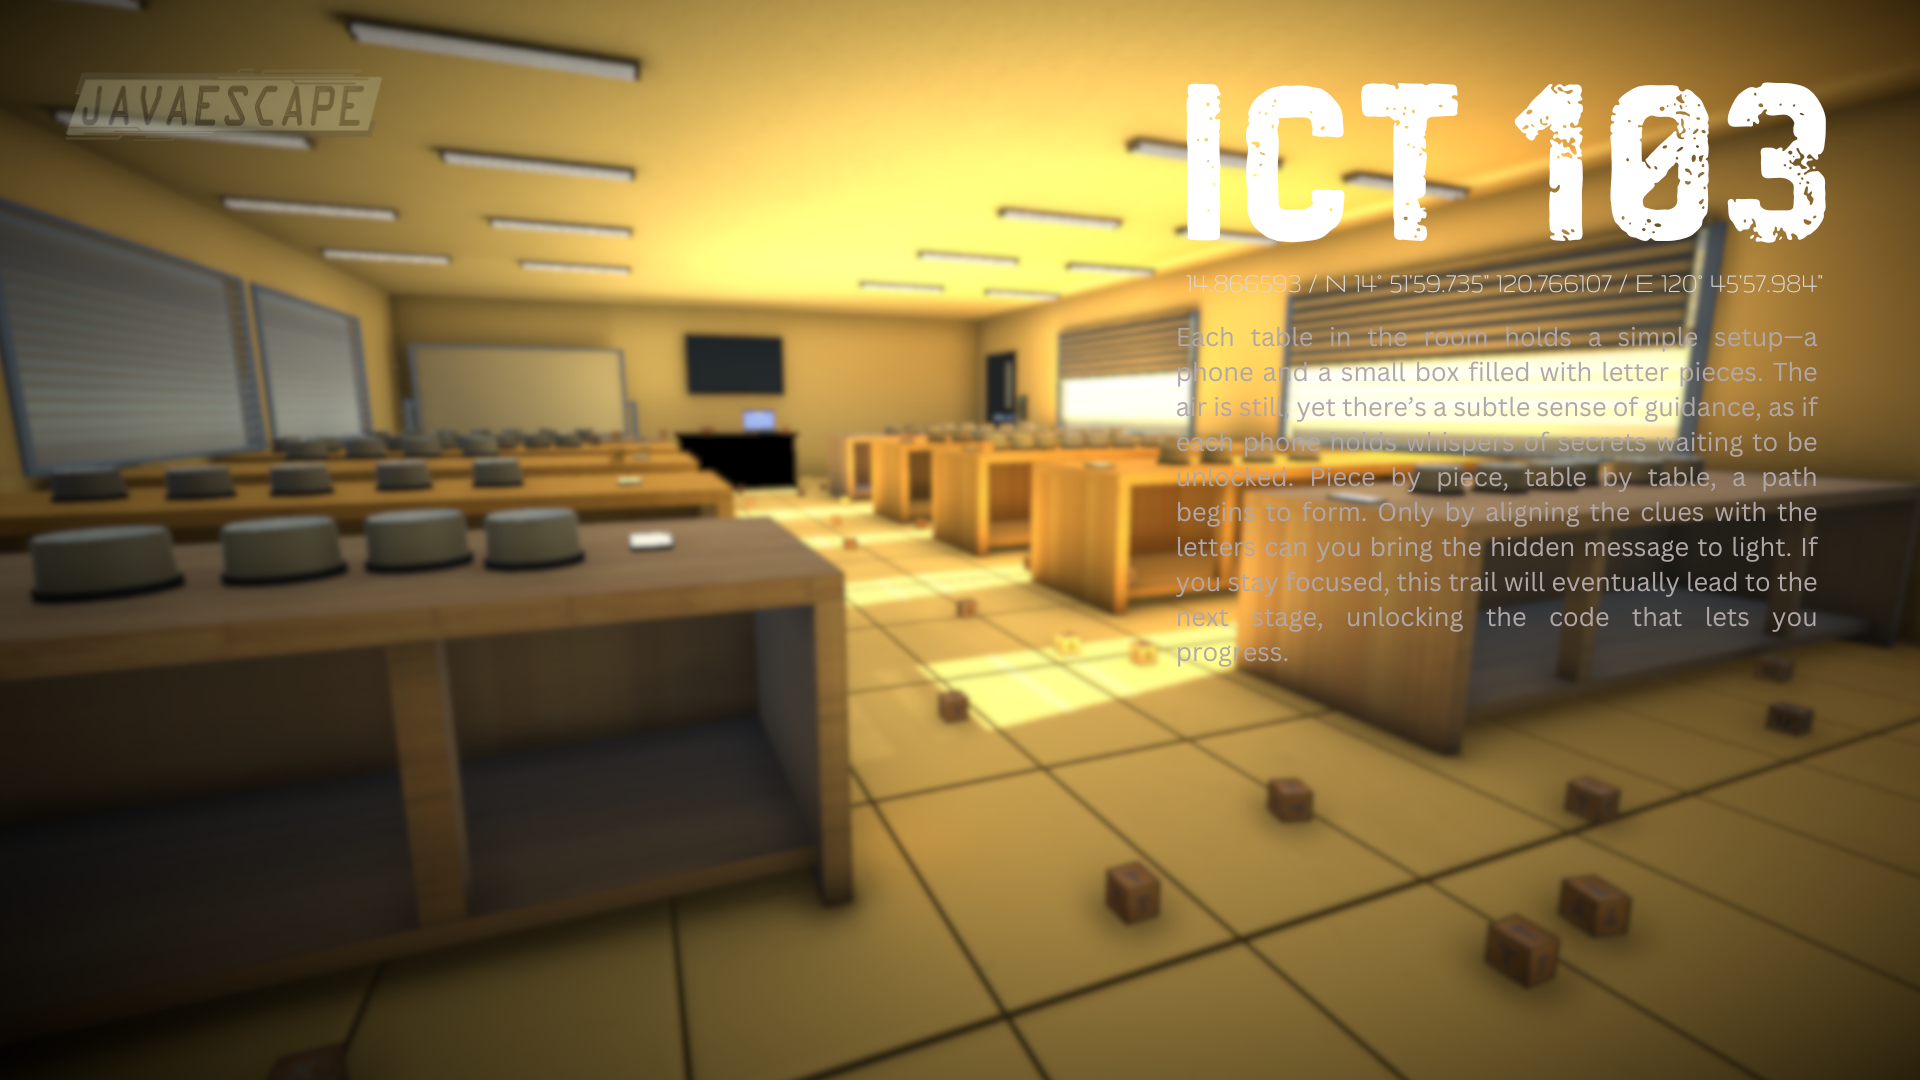 JAVAESCAPE
ICT 103
14.866593 / N 14° 51'59.735" 120.766107 / E 120° 45'57.984"
Each table in the room holds a simple setup—a
phone and a small box filled with letter pieces. The
air is still, yet there’s a subtle sense of guidance, as if
each phone holds whispers of secrets waiting to be
unlocked. Piece by piece, table by table, a path
begins to form. Only by aligning the clues with the
letters can you bring the hidden message to light. If
you stay focused, this trail will eventually lead to the
next stage, unlocking the code that lets you
progress.